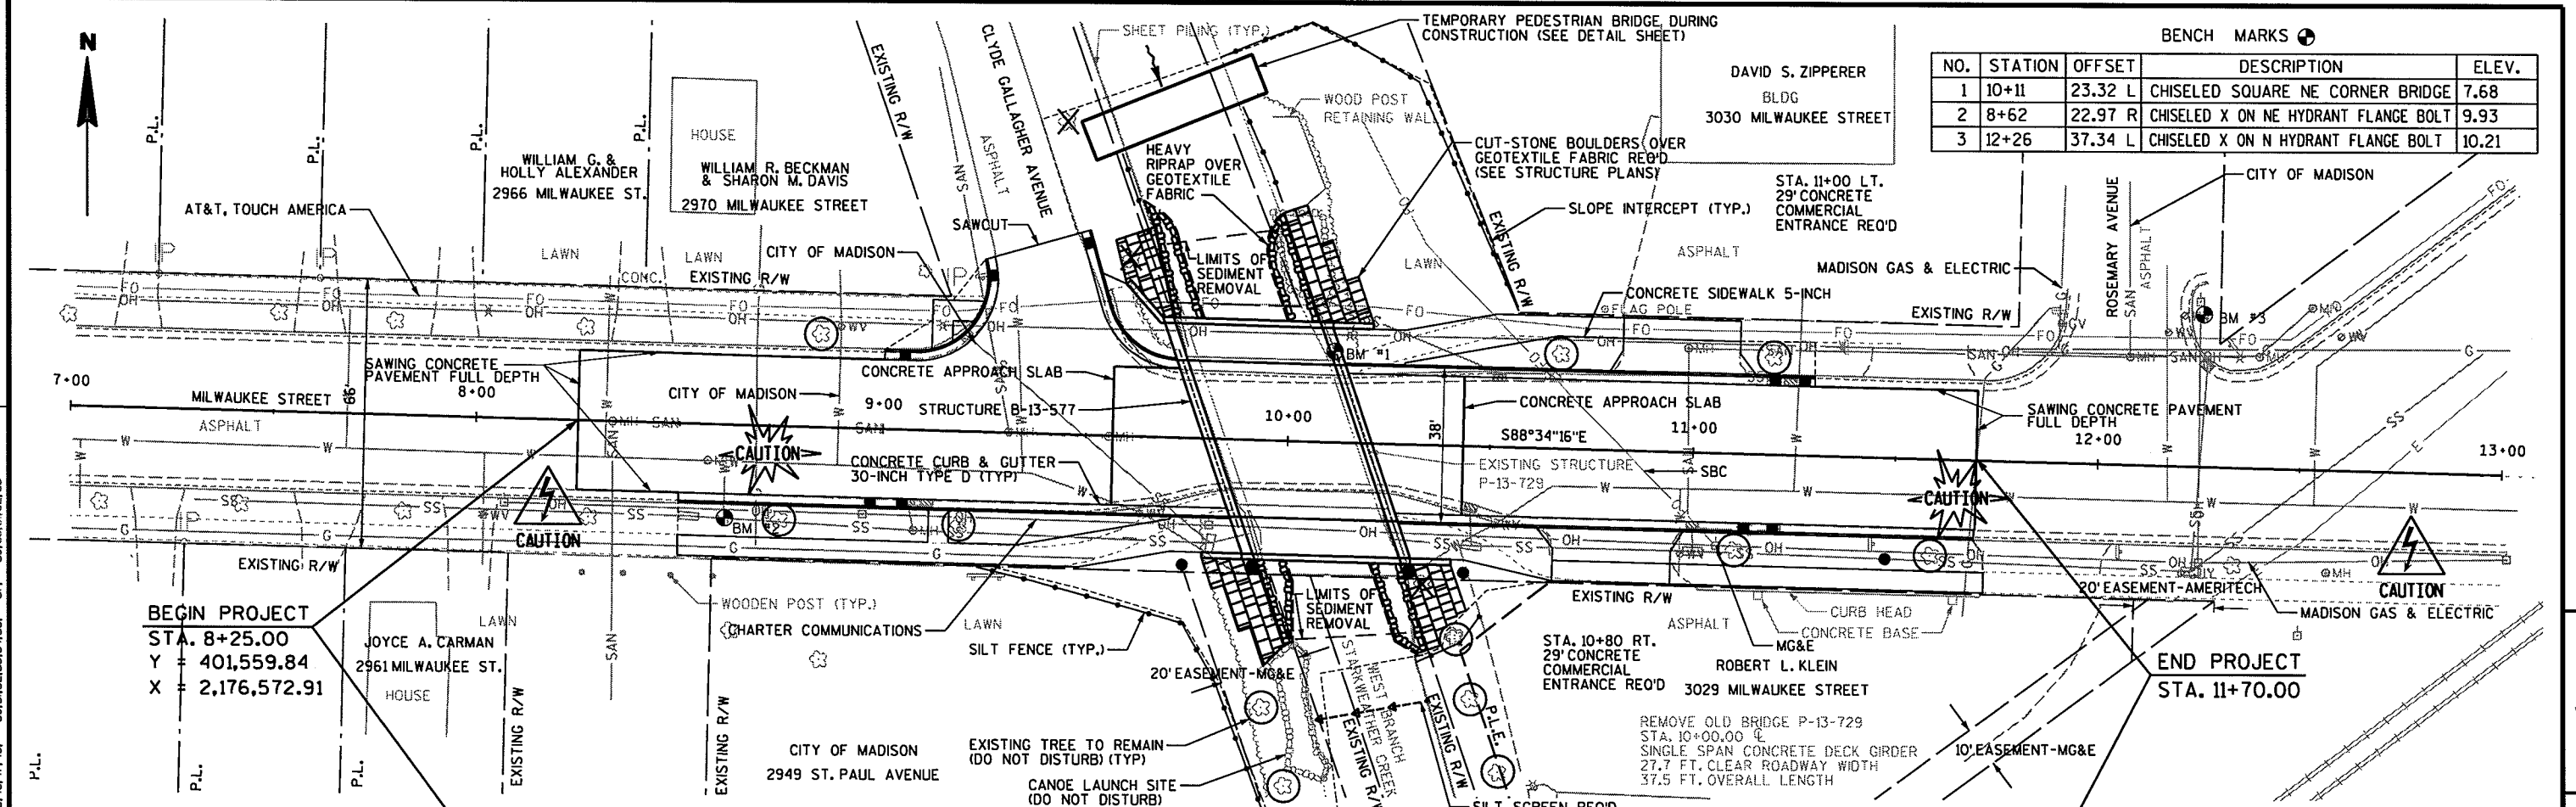 N
SHEET PILING (TYP.)
TEMPORARY PEDESTRIAN BRIDGE DURING
CONSTRUCTION (SEE DETAIL SHEET)
BENCH MARKS
NO. STATION OFFSET DESCRIPTION ELEV.
1 10+11 23.32 L CHISELED SQUARE NE CORNER BRIDGE 7.68
2 8+62 22.97 R CHISELED X ON NE HYDRANT FLANGE BOLT 9.93
3 12+26 37.34 L CHISELED X ON N HYDRANT FLANGE BOLT 10.21
P.L.
P.L.
P.L.
P.L.
EXISTING R/W
CLYDE GALLAGHER AVENUE
ASPHALT
SAN
HOUSE
DAVID S. ZIPPERER
BLDG
3030 MILWAUKEE STREET
WOOD POST
RETAINING WALL
HEAVY
RIPRAP OVER
GEOTEXTILE
FABRIC
CUT-STONE BOULDERS OVER
GEOTEXTILE FABRIC REQ'D
(SEE STRUCTURE PLANS)
WILLIAM G. &
HOLLY ALEXANDER
2966 MILWAUKEE ST.
WILLIAM R. BECKMAN
& SHARON M. DAVIS
2970 MILWAUKEE STREET
AT&T, TOUCH AMERICA
SAWCUT
CITY OF MADISON
SLOPE INTERCEPT (TYP.)
EXISTING R/W
STA. 11+00 LT.
29' CONCRETE
COMMERCIAL
ENTRANCE REQ'D
CITY OF MADISON
ROSEMARY AVENUE
SAN
ASPHALT
LAWN
LAWN
CONC.
EXISTING R/W
LIMITS OF
SEDIMENT
REMOVAL
LAWN
ASPHALT
MADISON GAS & ELECTRIC
CONCRETE SIDEWALK 5-INCH
FLAG POLE
EXISTING R/W
BM #3
BM #1
SAWING CONCRETE
PAVEMENT FULL DEPTH
CONCRETE APPROACH SLAB
7+00
MILWAUKEE STREET
66'
8+00
CITY OF MADISON
9+00
STRUCTURE B-13-577
10+00
38'
CONCRETE APPROACH SLAB
S88°34'16"E
11+00
SAWING CONCRETE PAVEMENT
FULL DEPTH
12+00
13+00
ASPHALT
CAUTION
CONCRETE CURB & GUTTER
30-INCH TYPE D (TYP)
EXISTING STRUCTURE
P-13-729
SBC
CAUTION
BM #2
CAUTION
CAUTION
EXISTING R/W
EXISTING R/W
20' EASEMENT-AMERITECH
MADISON GAS & ELECTRIC
BEGIN PROJECT
STA. 8+25.00
Y = 401,559.84
X = 2,176,572.91
LAWN
JOYCE A. CARMAN
2961 MILWAUKEE ST.
HOUSE
SAN
WOODEN POST (TYP.)
CHARTER COMMUNICATIONS
LAWN
SILT FENCE (TYP.)
LIMITS OF
SEDIMENT
REMOVAL
20' EASEMENT-MG&E
CURB HEAD
CONCRETE BASE
ASPHALT
STA. 10+80 RT.
29' CONCRETE
COMMERCIAL
ENTRANCE REQ'D
MG&E
ROBERT L. KLEIN
3029 MILWAUKEE STREET
END PROJECT
STA. 11+70.00
P.L.
P.L.
P.L.
EXISTING R/W
EXISTING R/W
CITY OF MADISON
2949 ST. PAUL AVENUE
EXISTING TREE TO REMAIN
(DO NOT DISTURB) (TYP)
CANOE LAUNCH SITE
(DO NOT DISTURB)
WEST BRANCH
STARKWEATHER CREEK
EXISTING R/W
EXISTING R/W
P.L.E.
REMOVE OLD BRIDGE P-13-729
STA. 10+00.00 ℄
SINGLE SPAN CONCRETE DECK GIRDER
27.7 FT. CLEAR ROADWAY WIDTH
37.5 FT. OVERALL LENGTH
10' EASEMENT-MG&E
SILT SCREEN REQ'D